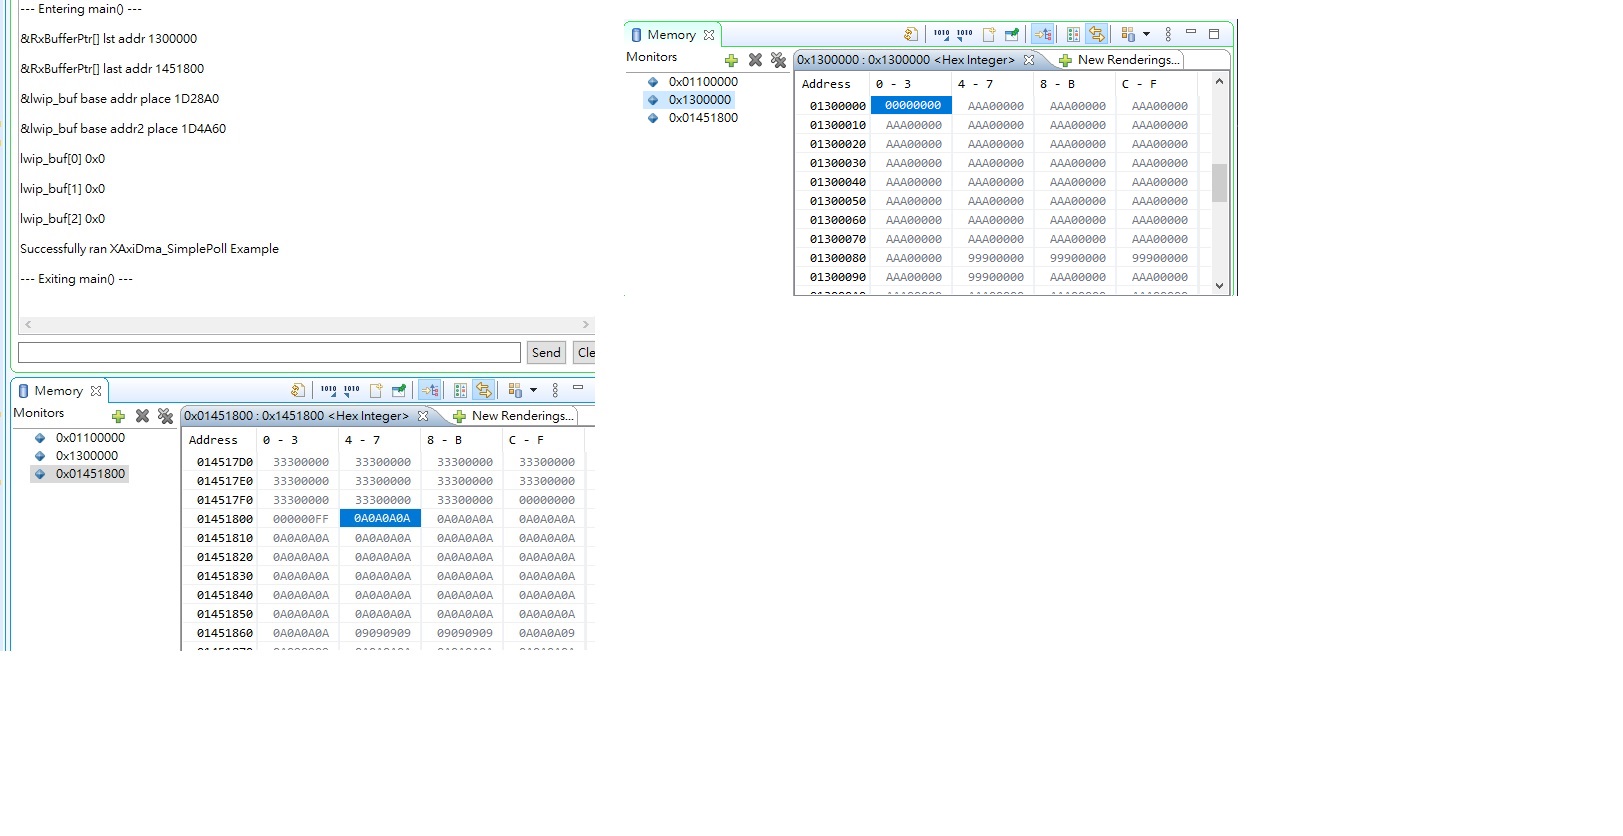 --- Entering main() ---
&RxBufferPtr[] lst addr 1300000
&RxBufferPtr[] last addr 1451800
&lwip_buf base addr place 1D28A0
&lwip_buf base addr2 place 1D4A60
lwip_buf[0] 0x0
lwip_buf[1] 0x0
lwip_buf[2] 0x0
Successfully ran XAxiDma_SimplePoll Example
--- Exiting main() ---
Send Cle
Memory
Monitors
0x01100000
0x1300000
0x01451800
0x01451800 : 0x1451800 <Hex Integer> New Renderings...
Address 0 - 3 4 - 7 8 - B C - F
014517D0 33300000 33300000 33300000 33300000
014517E0 33300000 33300000 33300000 33300000
014517F0 33300000 33300000 33300000 00000000
01451800 000000FF 0A0A0A0A 0A0A0A0A 0A0A0A0A
01451810 0A0A0A0A 0A0A0A0A 0A0A0A0A 0A0A0A0A
01451820 0A0A0A0A 0A0A0A0A 0A0A0A0A 0A0A0A0A
01451830 0A0A0A0A 0A0A0A0A 0A0A0A0A 0A0A0A0A
01451840 0A0A0A0A 0A0A0A0A 0A0A0A0A 0A0A0A0A
01451850 0A0A0A0A 0A0A0A0A 0A0A0A0A 0A0A0A0A
01451860 0A0A0A0A 09090909 09090909 0A0A0A09
Memory
Monitors
0x01100000
0x1300000
0x01451800
0x1300000 : 0x1300000 <Hex Integer> New Renderings...
Address 0 - 3 4 - 7 8 - B C - F
01300000 00000000 AAA00000 AAA00000 AAA00000
01300010 AAA00000 AAA00000 AAA00000 AAA00000
01300020 AAA00000 AAA00000 AAA00000 AAA00000
01300030 AAA00000 AAA00000 AAA00000 AAA00000
01300040 AAA00000 AAA00000 AAA00000 AAA00000
01300050 AAA00000 AAA00000 AAA00000 AAA00000
01300060 AAA00000 AAA00000 AAA00000 AAA00000
01300070 AAA00000 AAA00000 AAA00000 AAA00000
01300080 AAA00000 99900000 99900000 99900000
01300090 AAA00000 99900000 AAA00000 AAA00000